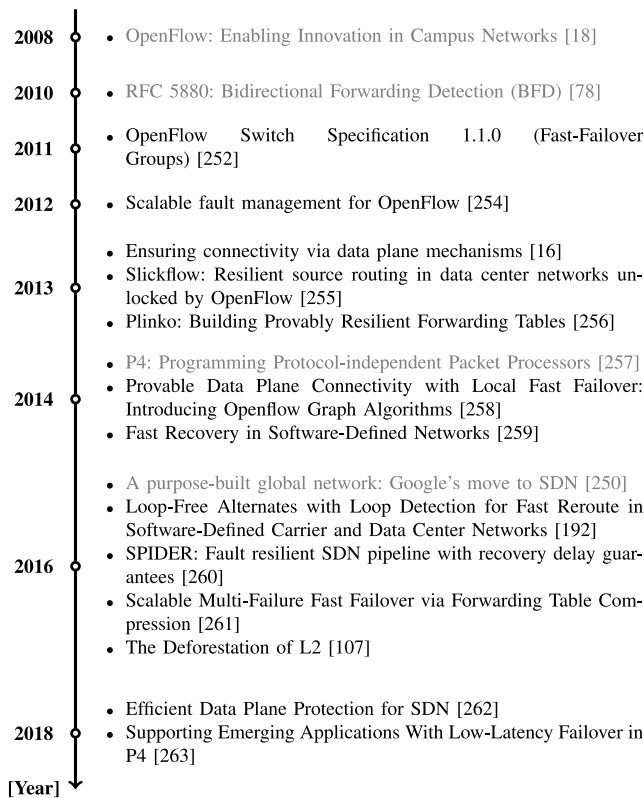 2008
• OpenFlow: Enabling Innovation in Campus Networks [18]
2010
• RFC 5880: Bidirectional Forwarding Detection (BFD) [78]
2011
• OpenFlow Switch Specification 1.1.0 (Fast-Failover
Groups) [252]
2012
• Scalable fault management for OpenFlow [254]
2013
• Ensuring connectivity via data plane mechanisms [16]
• Slickflow: Resilient source routing in data center networks un-
locked by OpenFlow [255]
• Plinko: Building Provably Resilient Forwarding Tables [256]
2014
• P4: Programming Protocol-independent Packet Processors [257]
• Provable Data Plane Connectivity with Local Fast Failover:
Introducing Openflow Graph Algorithms [258]
• Fast Recovery in Software-Defined Networks [259]
2016
• A purpose-built global network: Google's move to SDN [250]
• Loop-Free Alternates with Loop Detection for Fast Reroute in
Software-Defined Carrier and Data Center Networks [192]
• SPIDER: Fault resilient SDN pipeline with recovery delay guar-
antees [260]
• Scalable Multi-Failure Fast Failover via Forwarding Table Com-
pression [261]
• The Deforestation of L2 [107]
2018
• Efficient Data Plane Protection for SDN [262]
• Supporting Emerging Applications With Low-Latency Failover in
P4 [263]
[Year]